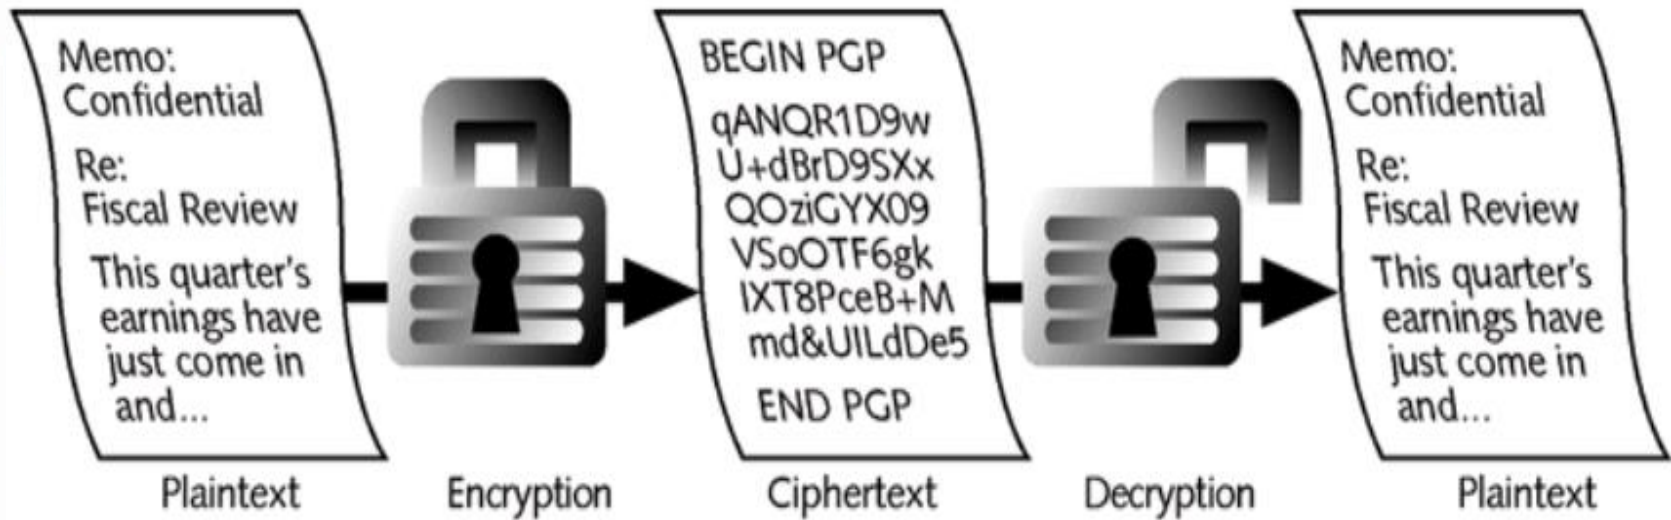 Memo:
Confidential
Re:
Fiscal Review
This quarter's
earnings have
just come in
and...
BEGIN PGP
qANQR1D9w
U+dBrD9SXx
QOziGYX09
VSoOTF6gk
IXT8PceB+M
md&UILdDe5
END PGP
Memo:
Confidential
Re:
Fiscal Review
This quarter's
earnings have
just come in
and...
Plaintext
Encryption
Ciphertext
Decryption
Plaintext